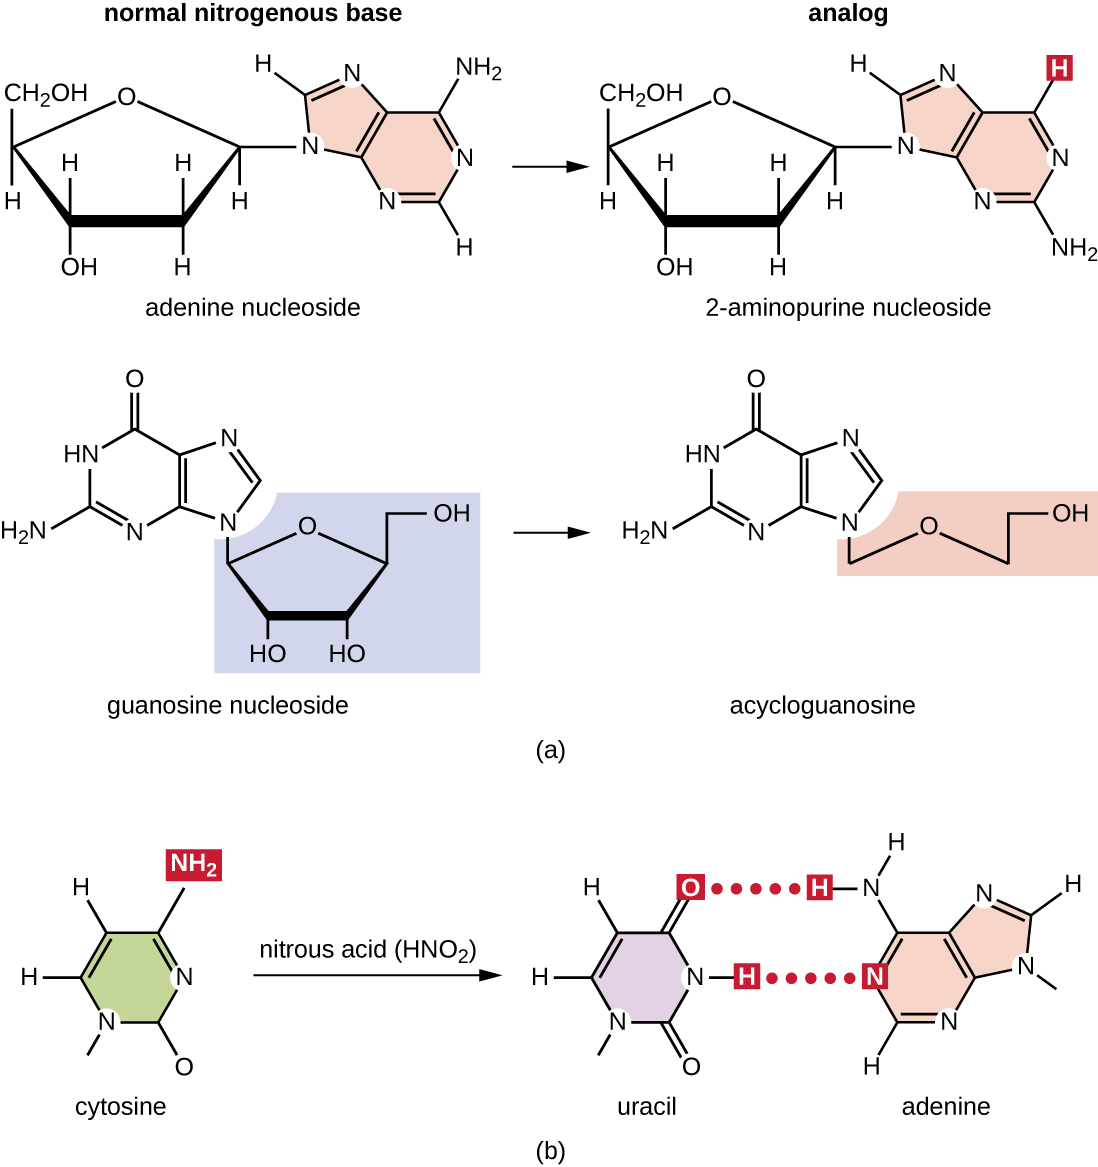 normal nitrogenous base analog
H N NH₂ H N H
CH₂OH O CH₂OH O
H H N N H H N N
H H N H H N
H H
OH H OH H NH₂
adenine nucleoside 2-aminopurine nucleoside
O O
HN N HN N
H₂N N N O OH H₂N N N O OH
HO HO
guanosine nucleoside acycloguanosine
(a)
H
NH₂
H H O H N N H
nitrous acid (HNO₂)
H N H N H N N
N N N
O O H
cytosine uracil adenine
(b)